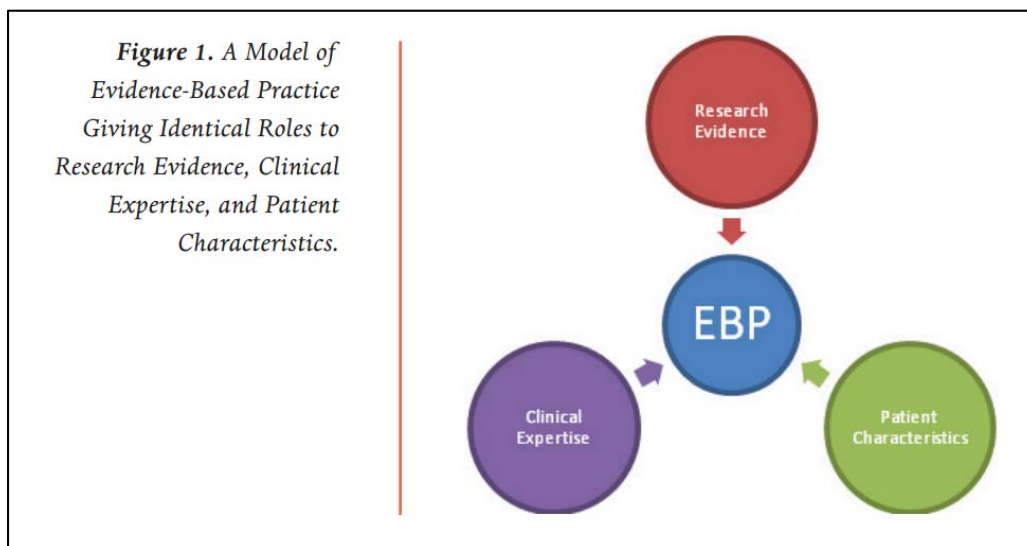 Figure 1. A Model of
Evidence-Based Practice
Giving Identical Roles to
Research Evidence, Clinical
Expertise, and Patient
Characteristics.
Research
Evidence
EBP
Clinical
Expertise
Patient
Characteristics